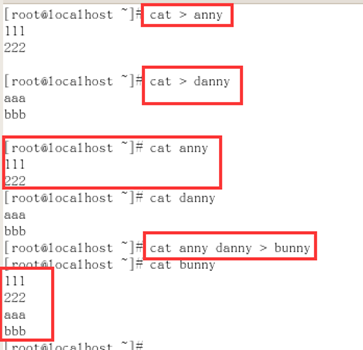 [root@localhost ~]# cat > anny
111
222
[root@localhost ~]# cat > danny
aaa
bbb
[root@localhost ~]# cat anny
111
222
[root@localhost ~]# cat danny
aaa
bbb
[root@localhost ~]# cat anny danny > bunny
[root@localhost ~]# cat bunny
111
222
aaa
bbb
[root@localhost ~]#